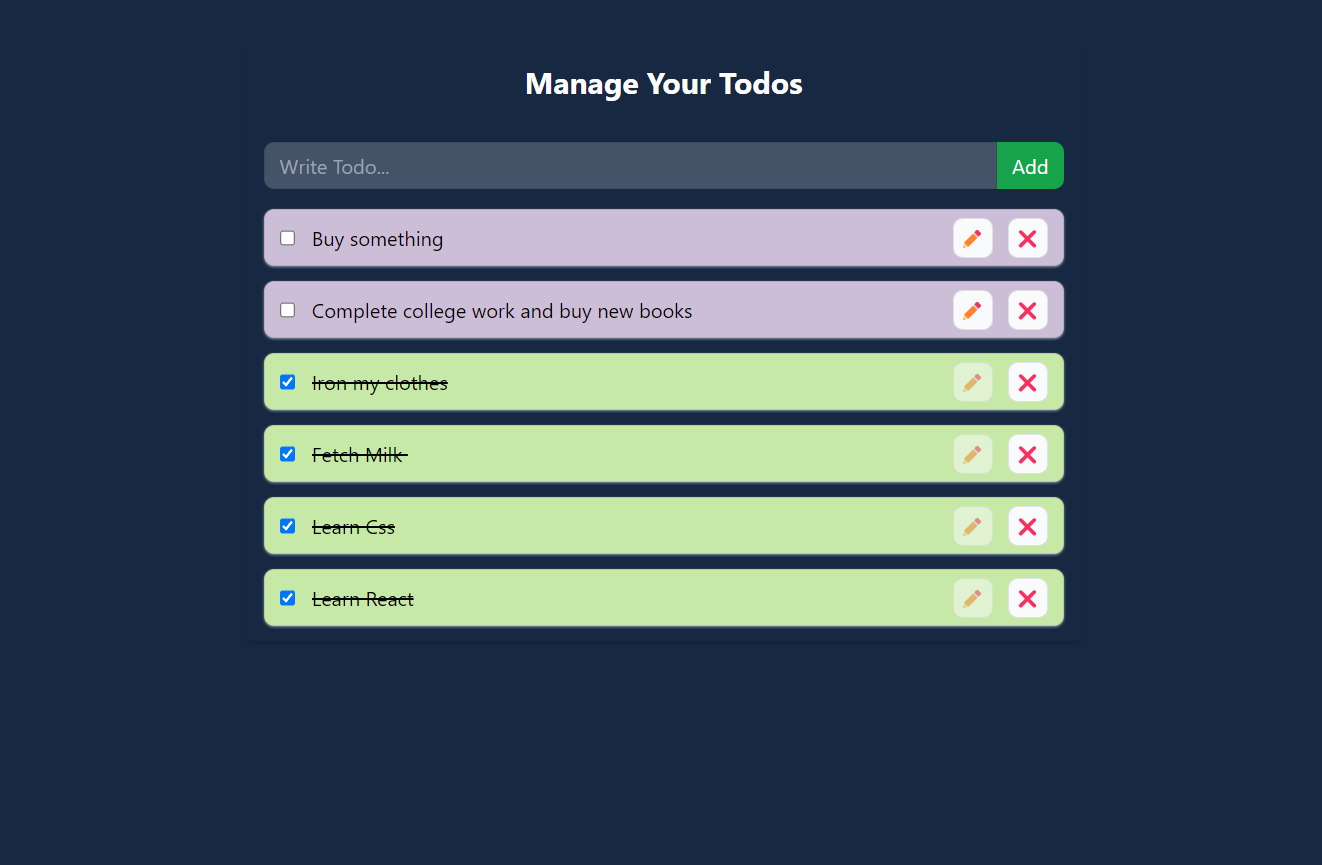 Manage Your Todos
Write Todo...
Add
Buy something
Complete college work and buy new books
Iron my clothes
Fetch Milk
Learn Css
Learn React